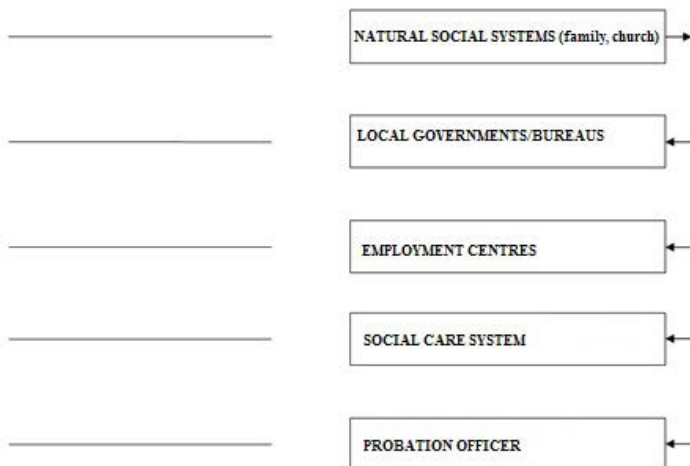 NATURAL SOCIAL SYSTEMS (family, church)
LOCAL GOVERNMENTS/BUREAUS
EMPLOYMENT CENTRES
SOCIAL CARE SYSTEM
PROBATION OFFICER